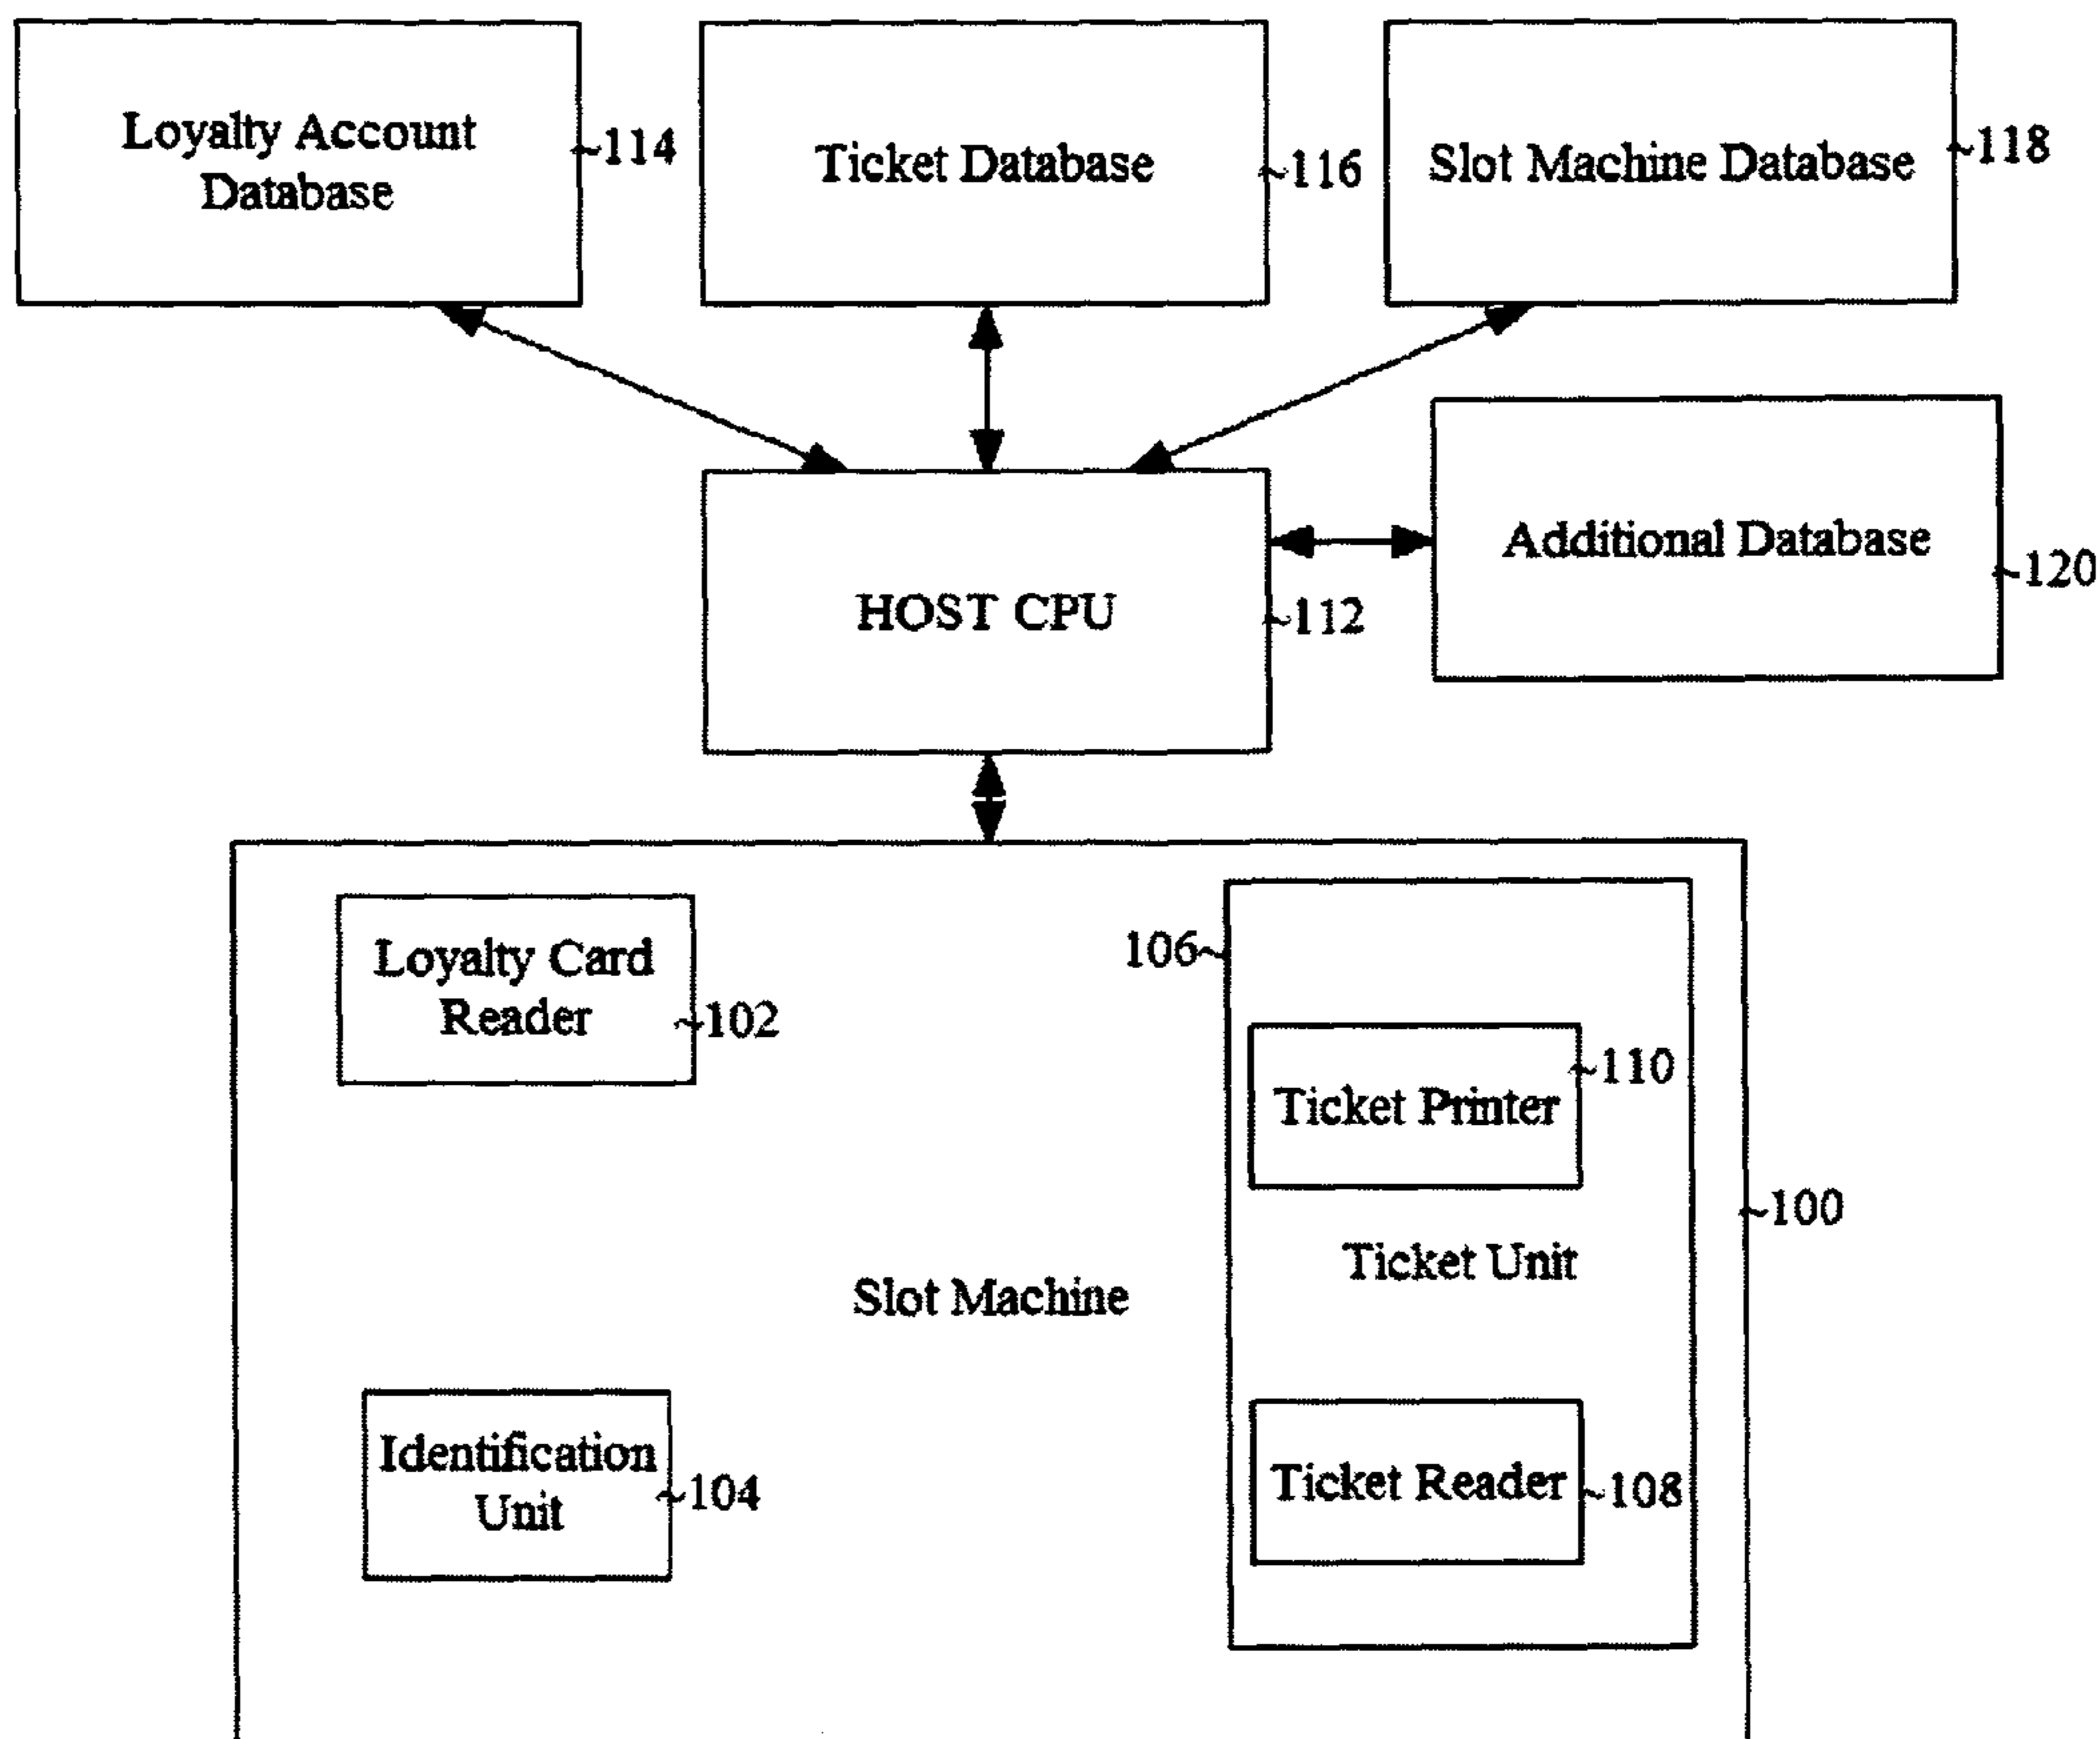 Loyalty Account
Database
114
Ticket Database
116
Slot Machine Database
118
Additional Database
120
HOST CPU
112
Loyalty Card
Reader
102
106
Ticket Printer
110
100
Ticket Unit
Slot Machine
Identification
Unit
104
Ticket Reader
108